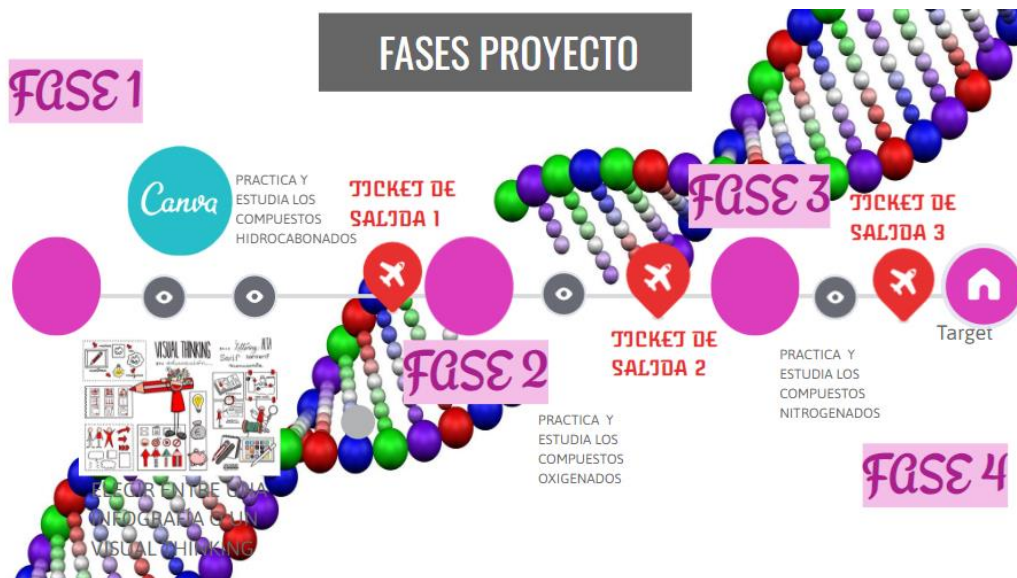 FASES PROYECTO
FASE 1
Canva
PRACTICA Y
ESTUDIA LOS
COMPUESTOS
HIDROCABONADOS
TICKET DE
SALIDA 1
FASE 3
TICKET DE
SALIDA 3
Target
VISUAL THINKING
FASE 2
TICKET DE
SALIDA 2
PRACTICA Y
ESTUDIA LOS
COMPUESTOS
NITROGENADOS
PRACTICA Y
ESTUDIA LOS
COMPUESTOS
OXIGENADOS
FASE 4
ENTRE UNA
INFOGRAFÍA O UN
VISUAL THINKING